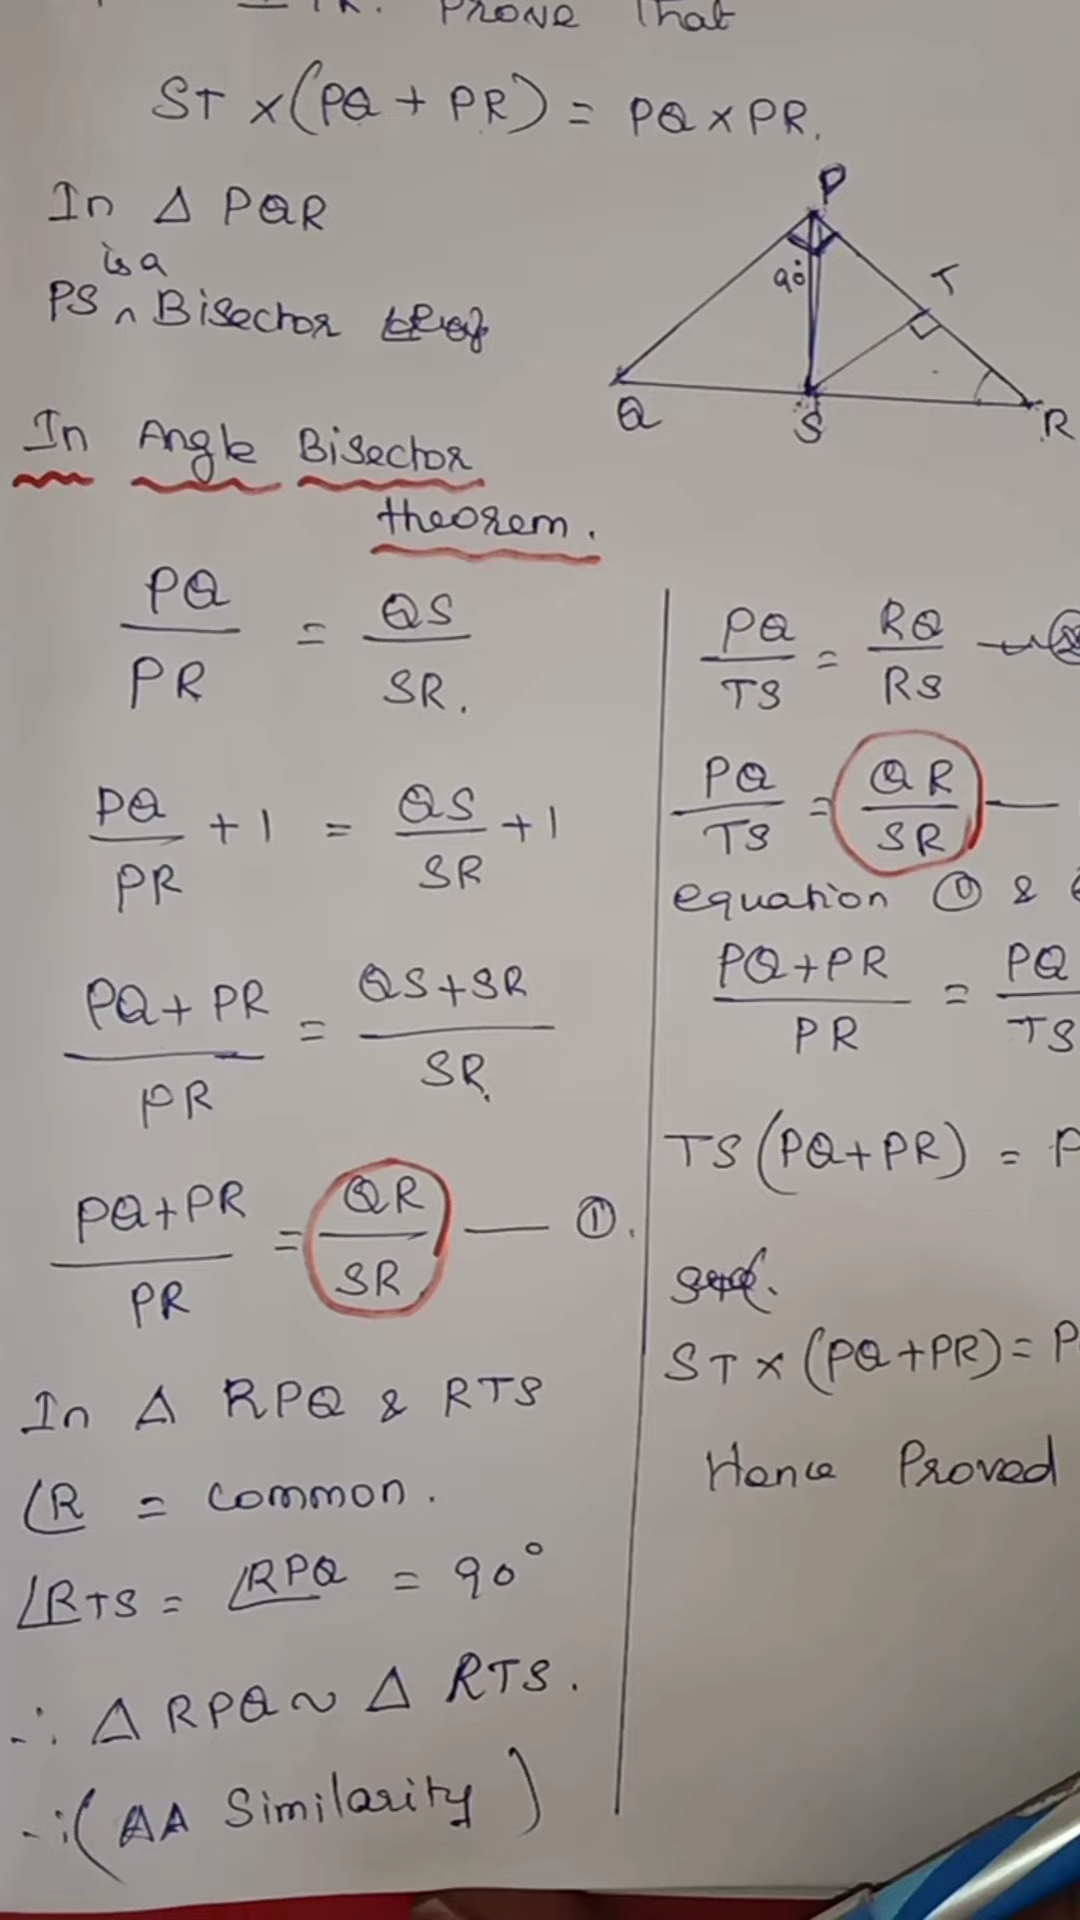 PRove That
ST × (PQ + PR) = PQ × PR.
In Δ PQR
is a
PS ^ Bisector
P
90°
T
Q
S
R
In Angle Bisector
theorem.
PQ/PR = QS/SR.
PQ/PR + 1 = QS/SR + 1
PQ + PR/PR = QS+SR/SR
PQ+PR/PR = QR/SR — ①.
In Δ RPQ & RTS
∠R = common.
∠RTS = ∠RPQ = 90°
∴ Δ RPQ ~ Δ RTS.
∴ (AA Similarity)
PQ/TS = RQ/RS —
PQ/TS = QR/SR —
equation ① &
PQ+PR/PR = PQ/TS
TS (PQ+PR) = P
ST × (PQ+PR) = P
Hence Proved